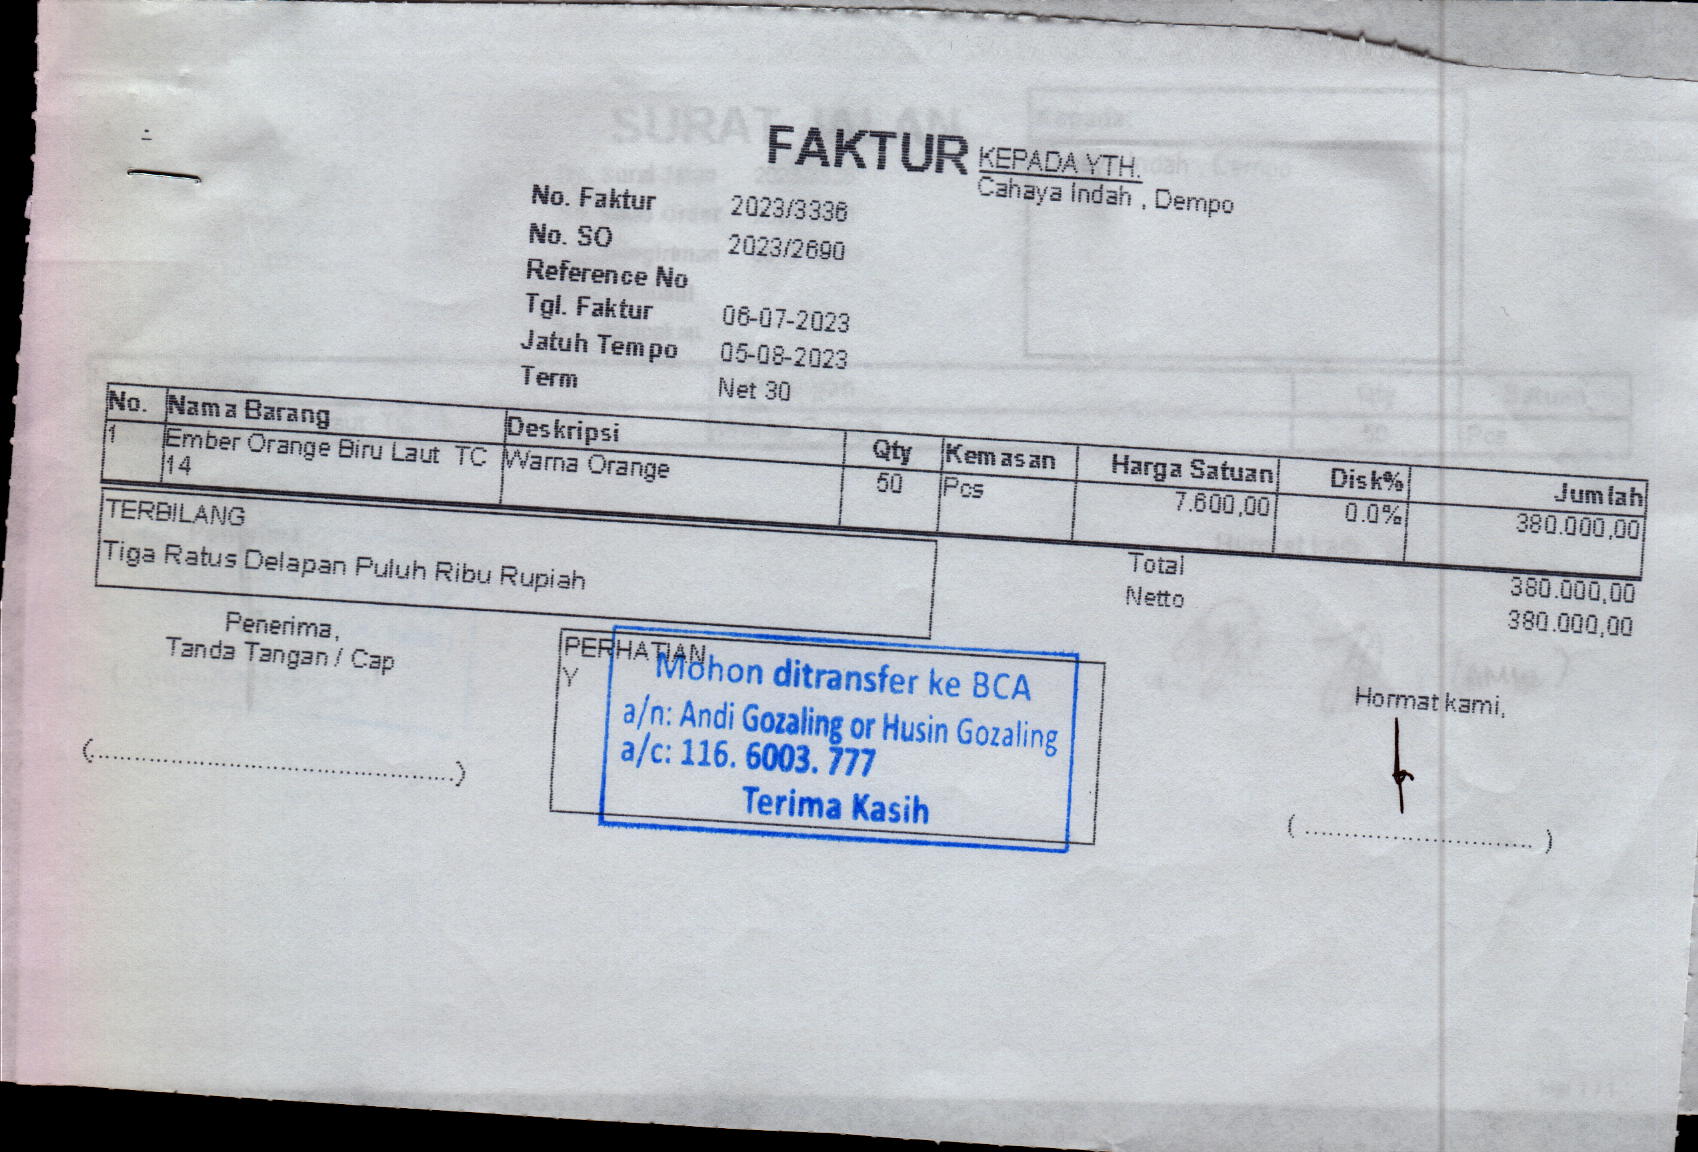 FAKTUR
KEPADA YTH.
Cahaya Indah , Dempo
No. Faktur 2023/3336
No. SO 2023/2690
Reference No
Tgl. Faktur 06-07-2023
Jatuh Tempo 05-08-2023
Term Net 30
No. Nama Barang Deskripsi Qty Kemasan Harga Satuan Disk% Jumlah
1 Ember Orange Biru Laut TC Warna Orange 50 Pcs 7.600,00 0.0% 380.000,00
14
TERBILANG
Tiga Ratus Delapan Puluh Ribu Rupiah
Total 380.000,00
Netto 380.000,00
Penerima,
Tanda Tangan / Cap
(..............................................)
PERHATIAN
Y
Mohon ditransfer ke BCA
a/n: Andi Gozaling or Husin Gozaling
a/c: 116. 6003. 777
Terima Kasih
Hormat kami,
( .............................. )
SURAT JALAN